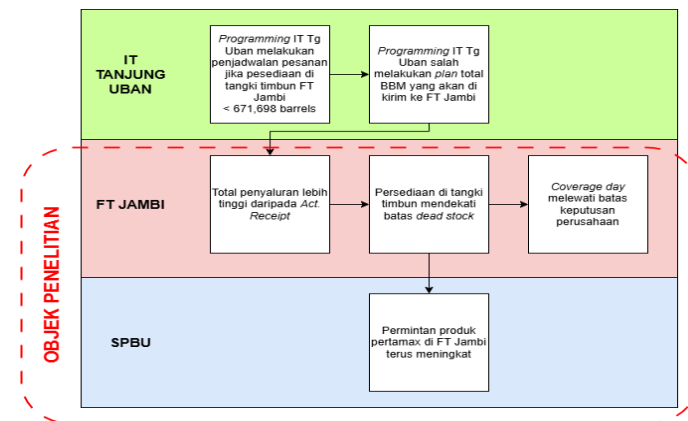 IT
TANJUNG
UBAN
Programming IT Tg
Uban melakukan
penjadwalan pesanan
jika pesediaan di
tangki timbun FT
Jambi
< 671,698 barrels
Programming IT Tg
Uban salah
melakukan plan total
BBM yang akan di
kirim ke FT Jambi
OBJEK PENELITIAN
FT JAMBI
Total penyaluran lebih
tinggi daripada Act.
Receipt
Persediaan di tangki
timbun mendekati
batas dead stock
Coverage day
melewati batas
keputusan
perusahaan
SPBU
Permintan produk
pertamax di FT Jambi
terus meningkat